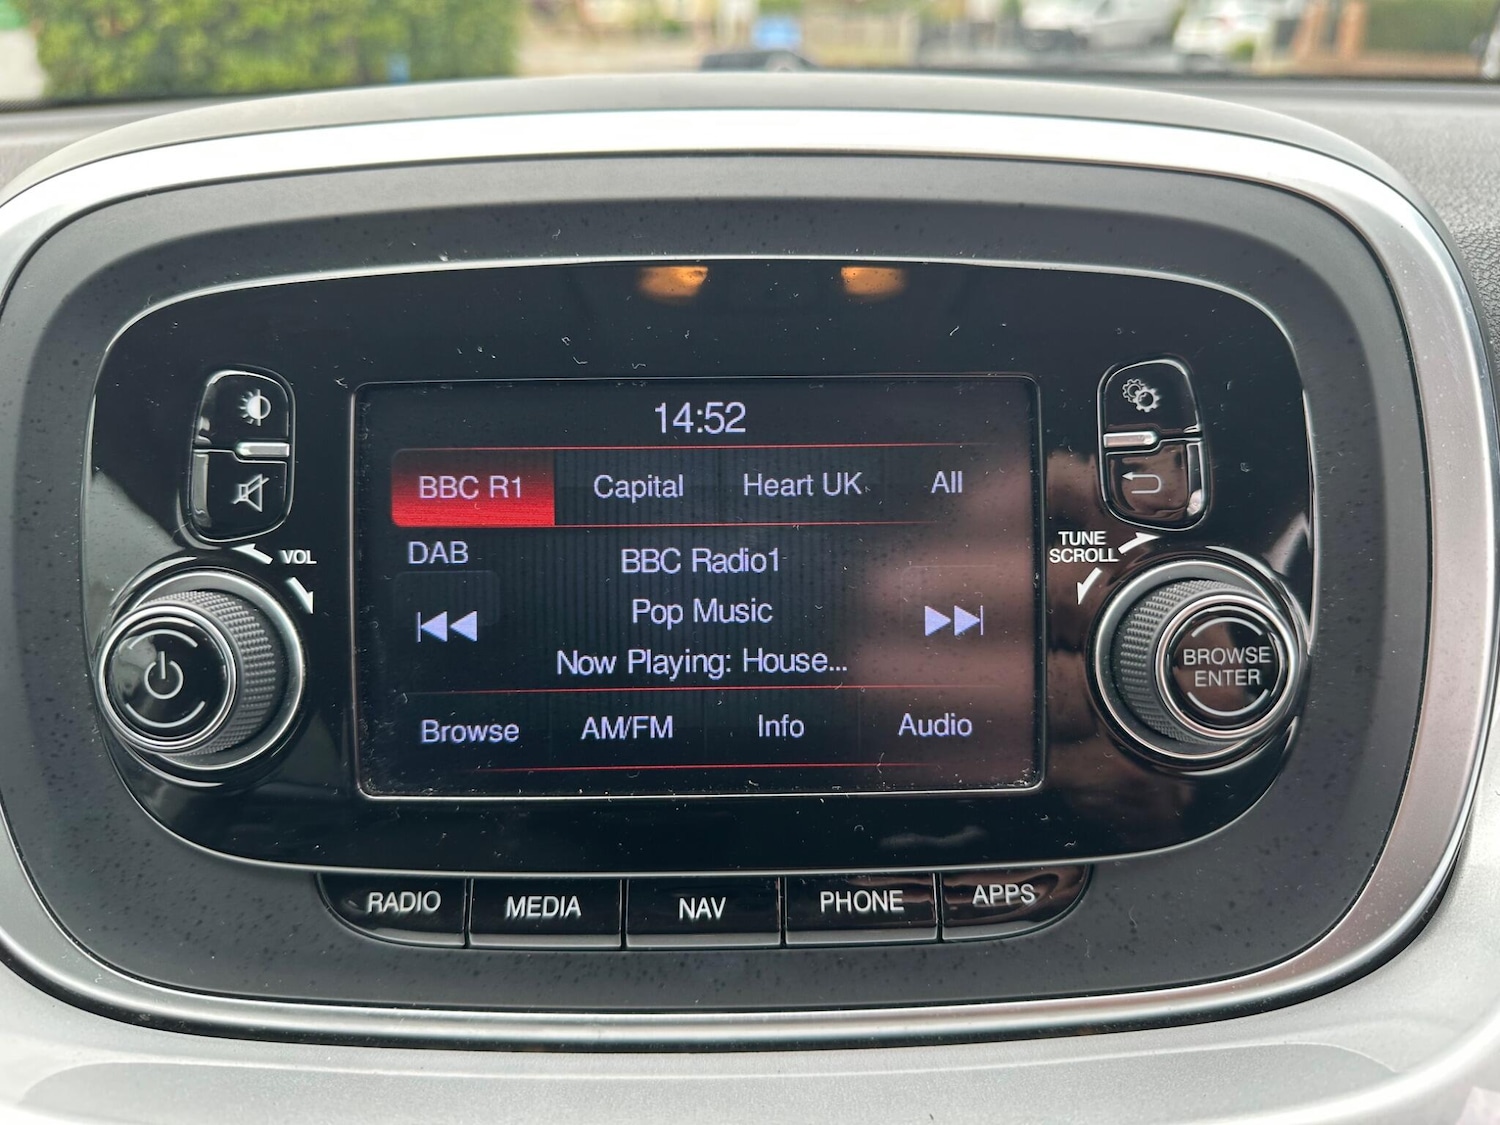 14:52
BBC R1 Capital Heart UK All
DAB
BBC Radio1
Pop Music
Now Playing: House...
Browse AM/FM Info Audio
VOL
TUNE
SCROLL
BROWSE
ENTER
RADIO MEDIA NAV PHONE APPS